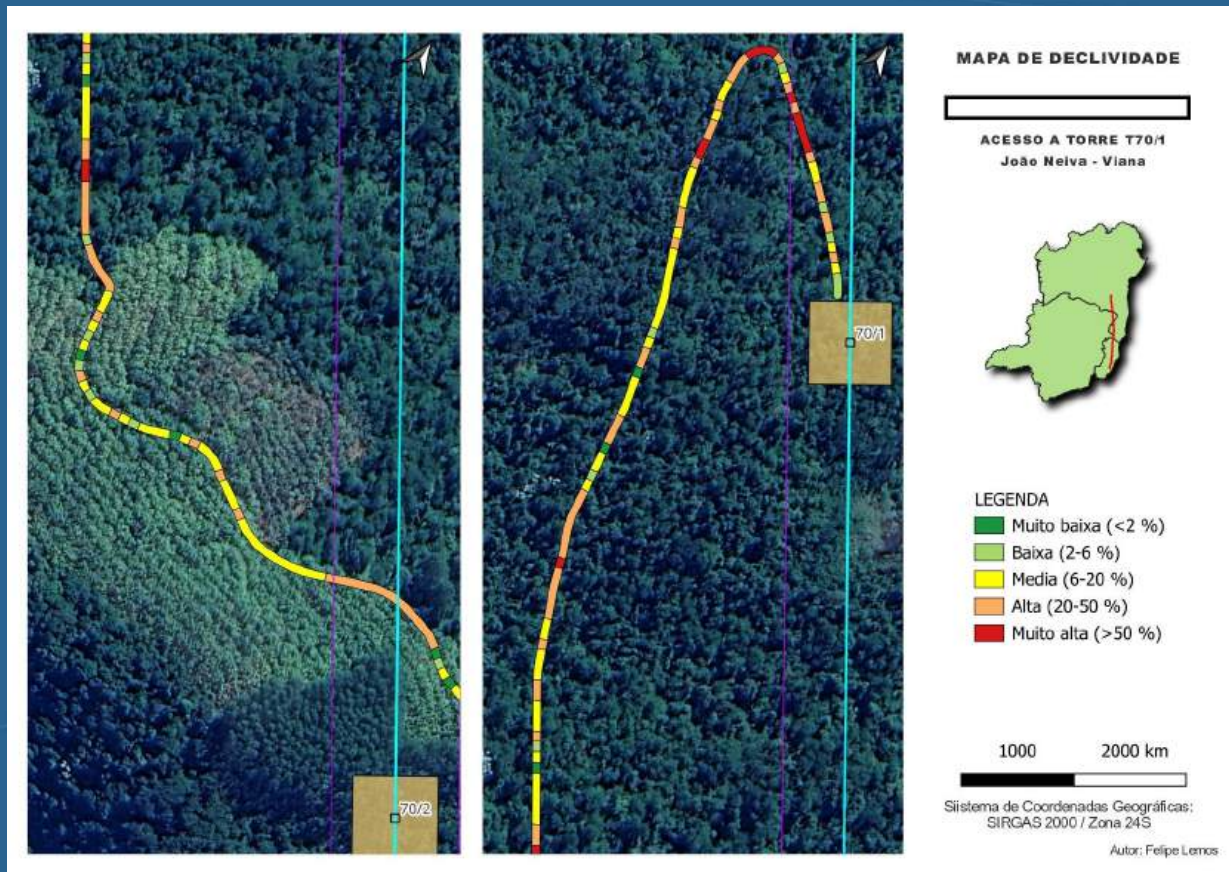 MAPA DE DECLIVIDADE
ACESSO A TORRE T70/1
João Neiva - Viana
70/1
70/2
LEGENDA
Muito baixa (<2 %)
Baixa (2-6 %)
Media (6-20 %)
Alta (20-50 %)
Muito alta (>50 %)
1000 2000 km
Siistema de Coordenadas Geográficas:
SIRGAS 2000 / Zona 24S
Autor: Felipe Lemos